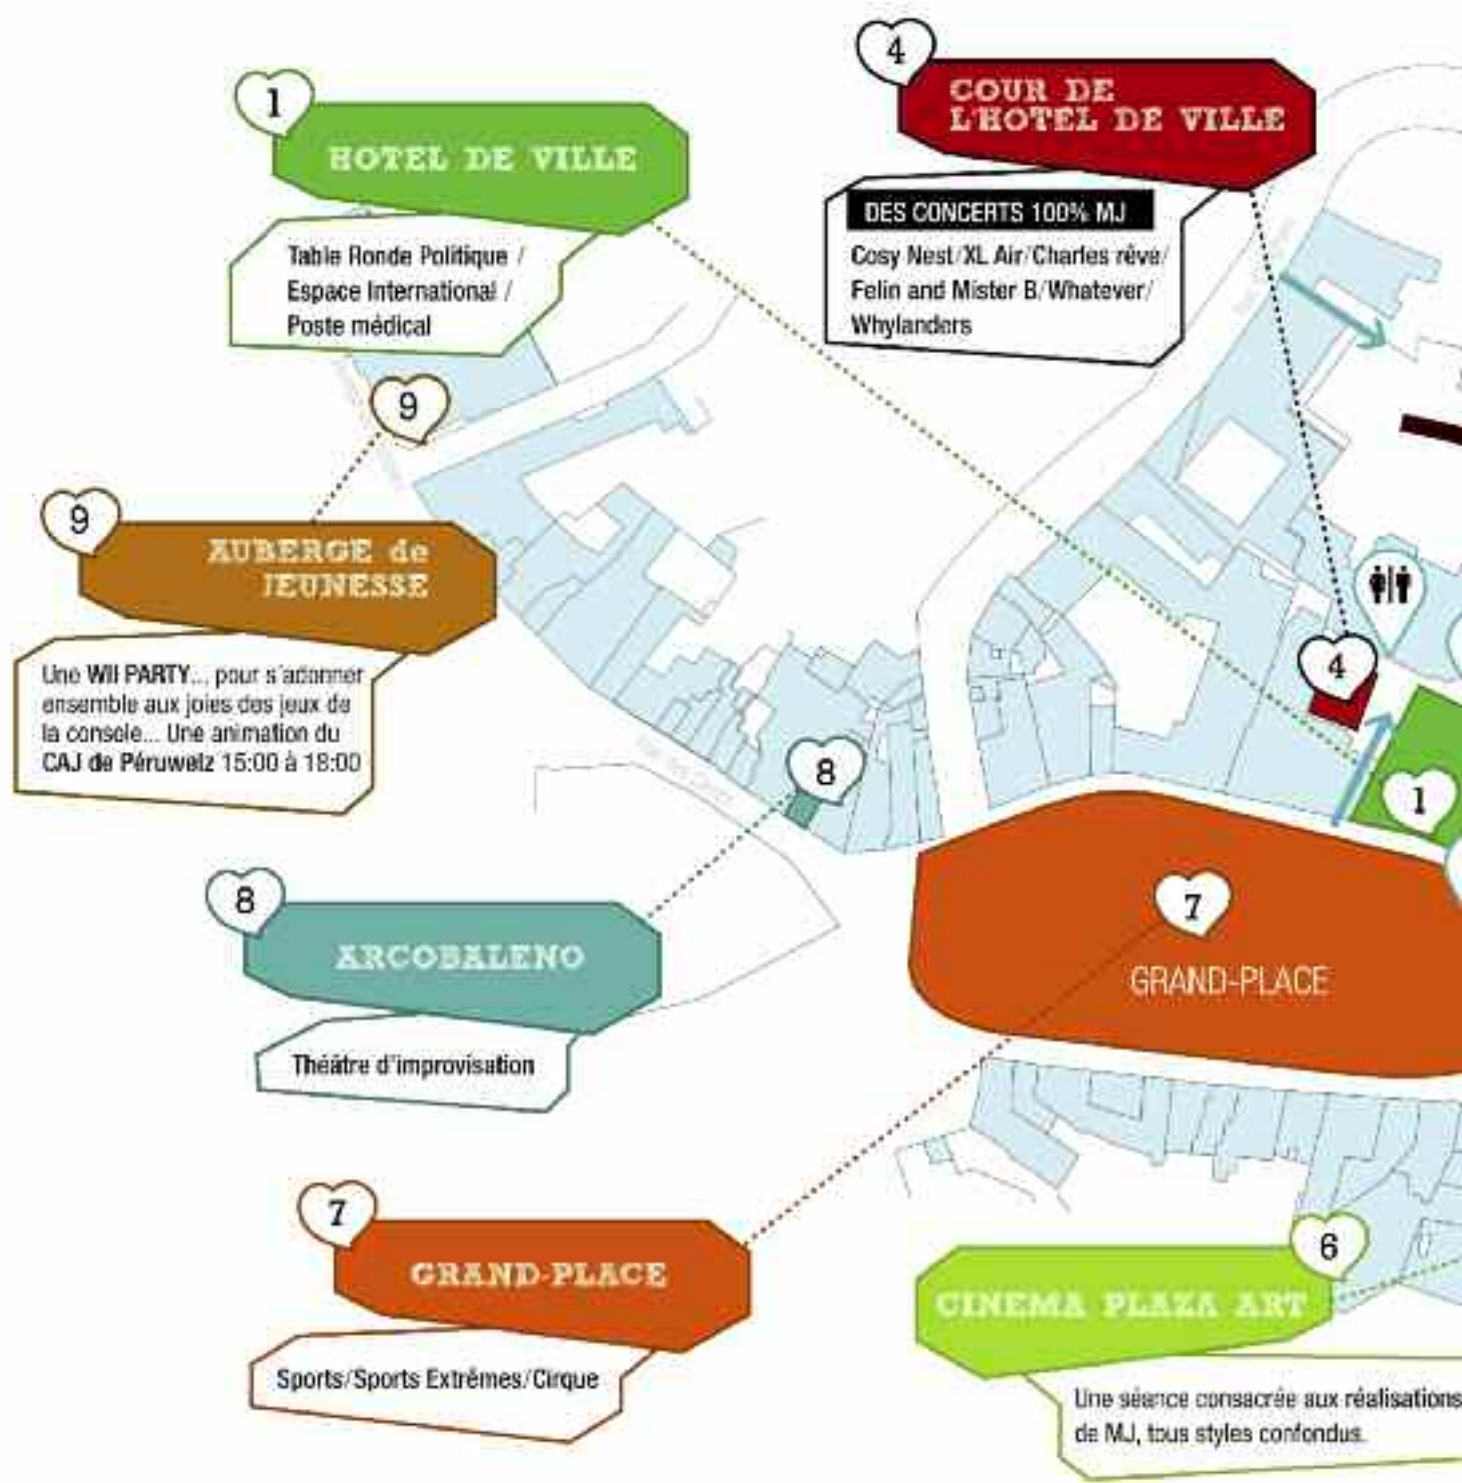 1
HOTEL DE VILLE
Table Ronde Politique /
Espace International /
Poste médical
4
COUR DE
L'HOTEL DE VILLE
DES CONCERTS 100% MJ
Cosy Nest/XL Air/Charles rêve/
Felin and Mister B/Whatever/
Whylanders
9
9
AUBERGE de
JEUNESSE
Une WII PARTY... pour s'adonner
ensemble aux joies des jeux de
la console... Une animation du
CAJ de Péruwelz 15:00 à 18:00
4
8
1
8
ARCOBALENO
Théâtre d'improvisation
7
GRAND-PLACE
7
GRAND-PLACE
Sports/Sports Extrêmes/Cirque
6
CINEMA PLAZA ART
Une séance consacrée aux réalisations
de MJ, tous styles confondus.